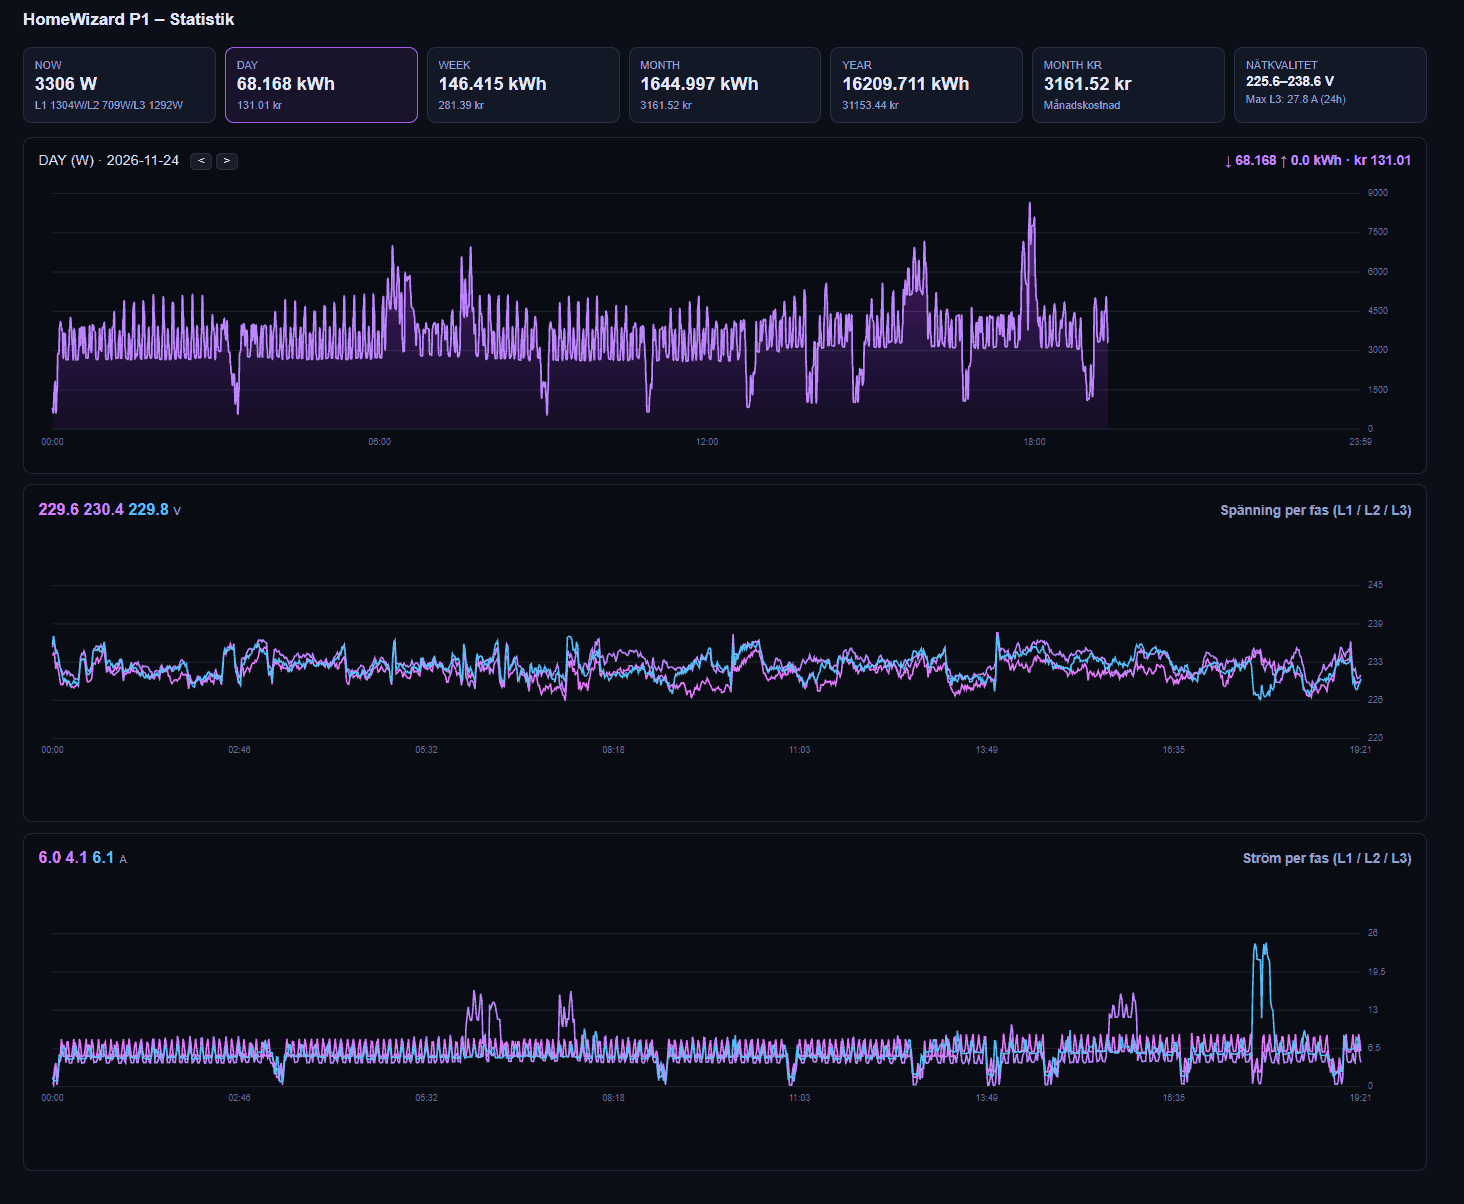 HomeWizard P1 – Statistik
NOW
3306 W
L1 1304W/L2 709W/L3 1292W
DAY
68.168 kWh
131.01 kr
WEEK
146.415 kWh
281.39 kr
MONTH
1644.997 kWh
3161.52 kr
YEAR
16209.711 kWh
31153.44 kr
MONTH KR
3161.52 kr
Månadskostnad
NÄTKVALITET
225.6–238.6 V
Max L3: 27.8 A (24h)
DAY (W) · 2026-11-24 < >
↓ 68.168 ↑ 0.0 kWh · kr 131.01
9000
7500
6000
4500
3000
1500
0
00:00 06:00 12:00 18:00 23:59
229.6 230.4 229.8 V
Spänning per fas (L1 / L2 / L3)
245
239
233
226
220
00:00 02:46 05:32 08:18 11:03 13:49 16:35 19:21
6.0 4.1 6.1 A
Ström per fas (L1 / L2 / L3)
26
19.5
13
6.5
0
00:00 02:46 05:32 08:18 11:03 13:49 16:35 19:21